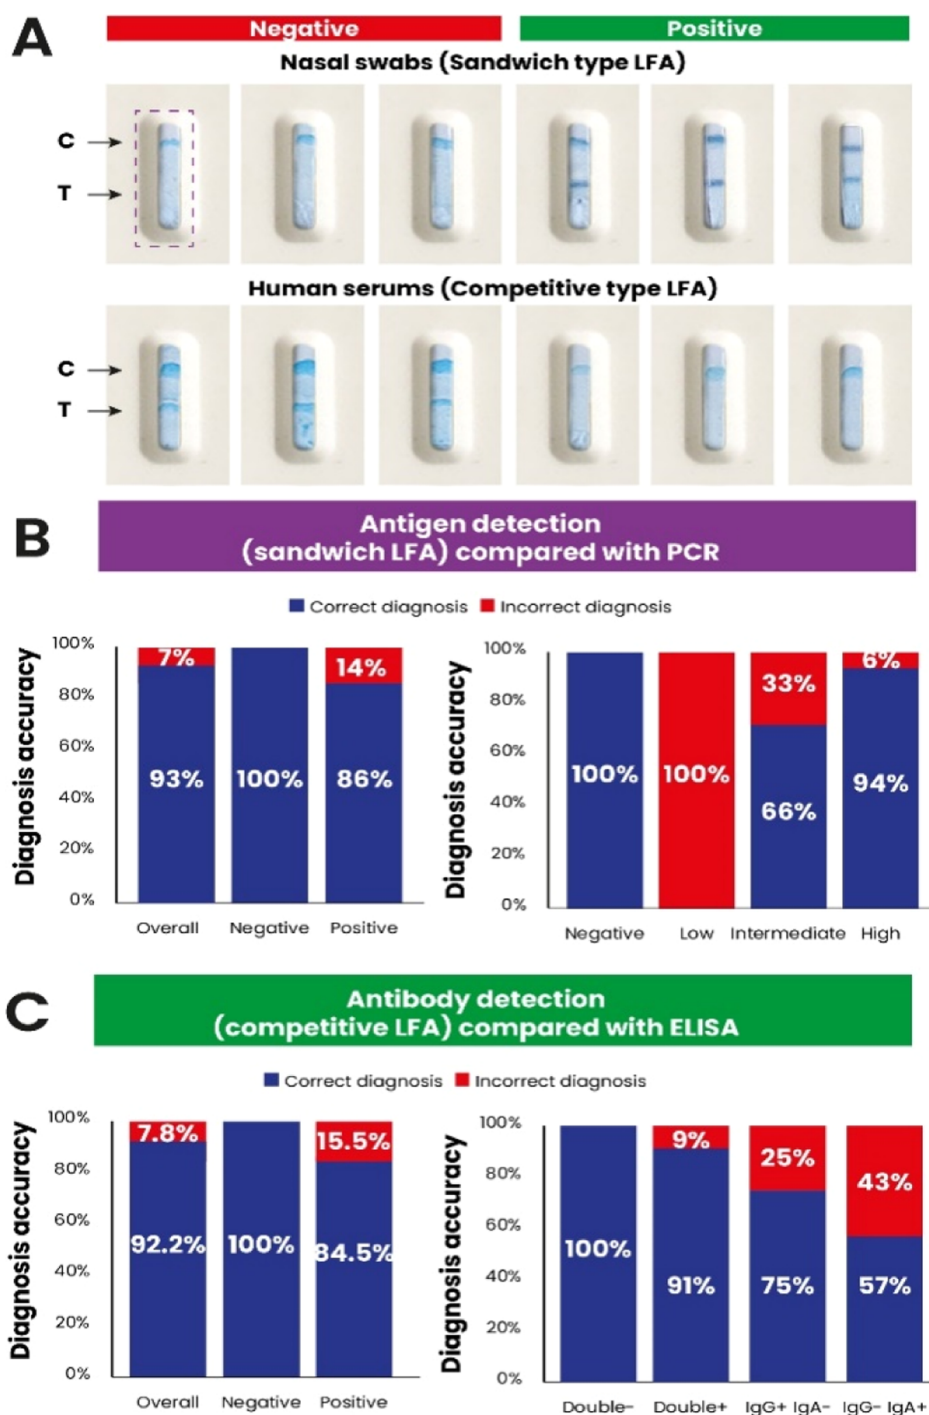 A
Negative
Positive
Nasal swabs (Sandwich type LFA)
C
T
Human serums (Competitive type LFA)
C
T
B
Antigen detection
(sandwich LFA) compared with PCR
Correct diagnosis
Incorrect diagnosis
Diagnosis accuracy
100%
80%
60%
40%
20%
0%
7%
93%
100%
14%
86%
Overall
Negative
Positive
Diagnosis accuracy
100%
80%
60%
40%
20%
0%
100%
100%
33%
66%
6%
94%
Negative
Low
Intermediate
High
C
Antibody detection
(competitive LFA) compared with ELISA
Correct diagnosis
Incorrect diagnosis
Diagnosis accuracy
100%
80%
60%
40%
20%
0%
7.8%
92.2%
100%
15.5%
84.5%
Overall
Negative
Positive
Diagnosis accuracy
100%
80%
60%
40%
20%
0%
100%
9%
91%
25%
75%
43%
57%
Double-
Double+
IgG+ IgA-
IgG- IgA+